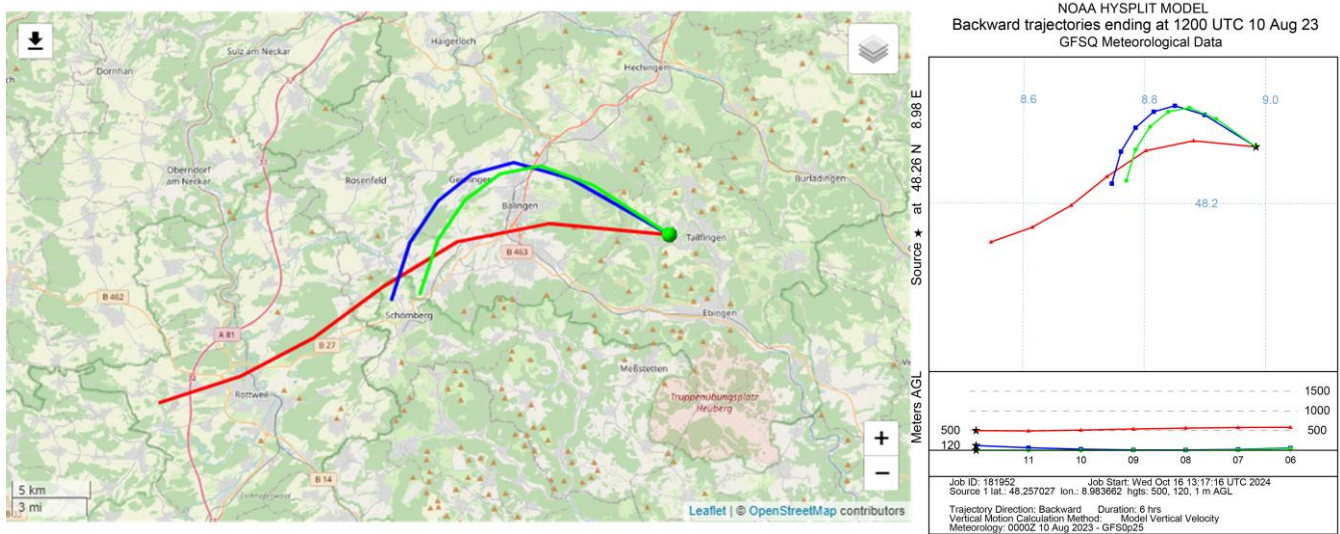 Haigerloch
Sulz am Neckar
Dornhan
Hechingen
Oberndorf
am Neckar
Rosenfeld
Burladingen
Balingen
Tailfingen
B 463
B 462
Schömberg
Ebingen
A 81
B 27
Meßstetten
Rottweil
Truppenübungsplatz
Heuberg
B 14
+
−
5 km
3 mi
Leaflet | © OpenStreetMap contributors
NOAA HYSPLIT MODEL
Backward trajectories ending at 1200 UTC 10 Aug 23
GFSQ Meteorological Data
8.6
8.8
9.0
48.2
Source ★ at 48.26 N 8.98 E
Meters AGL
1500
1000
500
500
120
11
10
09
08
07
06
Job ID: 181952 Job Start: Wed Oct 16 13:17:16 UTC 2024
Source 1 lat.: 48.257027 lon.: 8.983662 hgts: 500, 120, 1 m AGL
Trajectory Direction: Backward Duration: 6 hrs
Vertical Motion Calculation Method: Model Vertical Velocity
Meteorology: 0000Z 10 Aug 2023 - GFS0p25